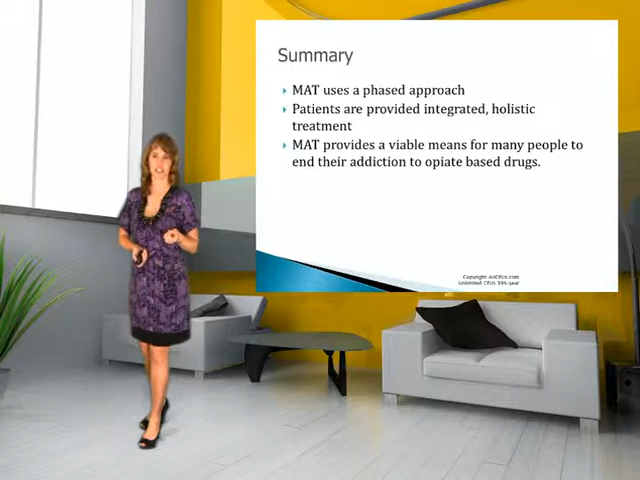 Summary
MAT uses a phased approach
Patients are provided integrated, holistic
treatment
MAT provides a viable means for many people to
end their addiction to opiate based drugs.
Copyright AllCEUs.com
Unlimited CEUs $99/year